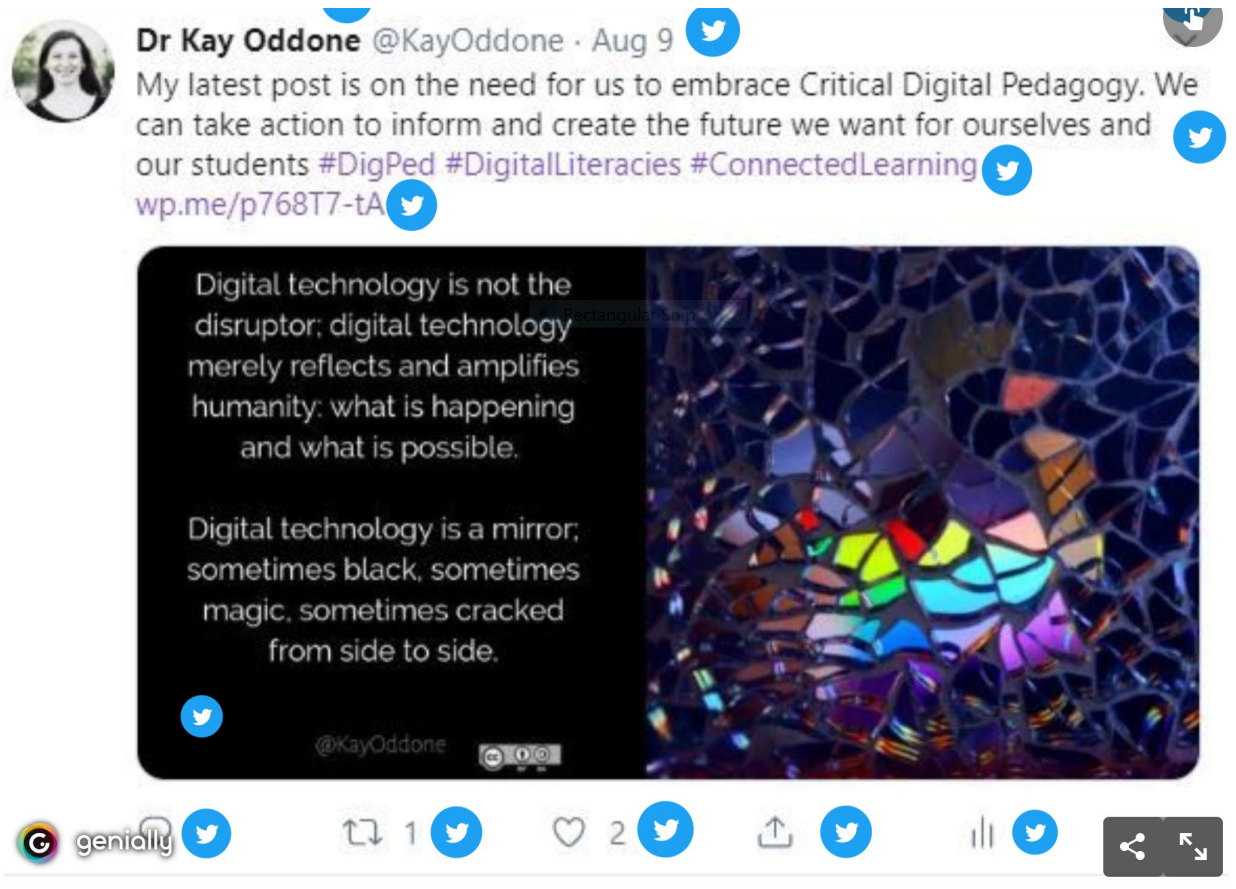 Dr Kay Oddone @KayOddone · Aug 9
My latest post is on the need for us to embrace Critical Digital Pedagogy. We
can take action to inform and create the future we want for ourselves and
our students #DigPed #DigitalLiteracies #ConnectedLearning
wp.me/p768T7-tA
Digital technology is not the
disruptor; digital technology
merely reflects and amplifies
humanity: what is happening
and what is possible.
Rectangular Snip
Digital technology is a mirror;
sometimes black, sometimes
magic, sometimes cracked
from side to side.
@KayOddone
cc
1
2
genially